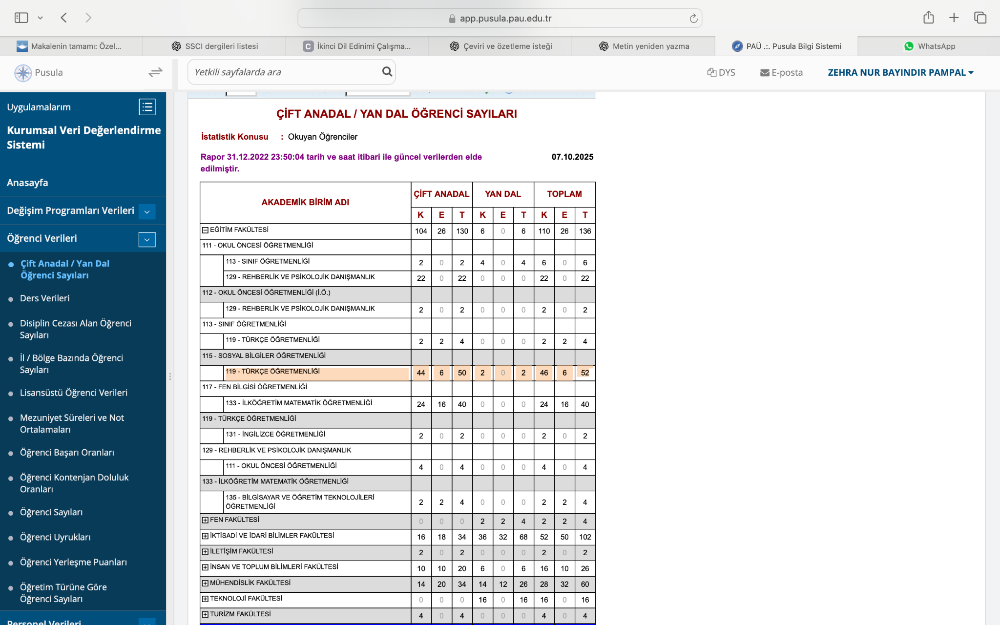 app.pusula.pau.edu.tr
Makalenin tamamı: Özel...
SSCI dergileri listesi
C İkinci Dil Edinimi Çalışma...
Çeviri ve özetleme isteği
Metin yeniden yazma
PAÜ .:. Pusula Bilgi Sistemi
WhatsApp
Pusula
Yetkili sayfalarda ara
DYS
E-posta
ZEHRA NUR BAYINDIR PAMPAL
Uygulamalarım
Kurumsal Veri Değerlendirme
Sistemi
Anasayfa
Değişim Programları Verileri
Öğrenci Verileri
Çift Anadal / Yan Dal
Öğrenci Sayıları
Ders Verileri
Disiplin Cezası Alan Öğrenci
Sayıları
İl / Bölge Bazında Öğrenci
Sayıları
Lisansüstü Öğrenci Verileri
Mezuniyet Süreleri ve Not
Ortalamaları
Öğrenci Başarı Oranları
Öğrenci Kontenjan Doluluk
Oranları
Öğrenci Sayıları
Öğrenci Uyrukları
Öğrenci Yerleşme Puanları
Öğretim Türüne Göre
Öğrenci Sayıları
Personel Verileri
ÇİFT ANADAL / YAN DAL ÖĞRENCİ SAYILARI
İstatistik Konusu : Okuyan Öğrenciler
Rapor 31.12.2022 23:50:04 tarih ve saat itibari ile güncel verilerden elde 07.10.2025
edilmiştir.
AKADEMİK BİRİM ADI ÇİFT ANADAL YAN DAL TOPLAM
K E T K E T K E T
EĞİTİM FAKÜLTESİ 104 26 130 6 0 6 110 26 136
111 - OKUL ÖNCESİ ÖĞRETMENLİĞİ
113 - SINIF ÖĞRETMENLİĞİ 2 0 2 4 0 4 6 0 6
129 - REHBERLİK VE PSİKOLOJİK DANIŞMANLIK 22 0 22 0 0 0 22 0 22
112 - OKUL ÖNCESİ ÖĞRETMENLİĞİ (İ.Ö.)
129 - REHBERLİK VE PSİKOLOJİK DANIŞMANLIK 2 0 2 0 0 0 2 0 2
113 - SINIF ÖĞRETMENLİĞİ
119 - TÜRKÇE ÖĞRETMENLİĞİ 2 2 4 0 0 0 2 2 4
115 - SOSYAL BİLGİLER ÖĞRETMENLİĞİ
119 - TÜRKÇE ÖĞRETMENLİĞİ 44 6 50 2 0 2 46 6 52
117 - FEN BİLGİSİ ÖĞRETMENLİĞİ
133 - İLKÖĞRETİM MATEMATİK ÖĞRETMENLİĞİ 24 16 40 0 0 0 24 16 40
119 - TÜRKÇE ÖĞRETMENLİĞİ
131 - İNGİLİZCE ÖĞRETMENLİĞİ 2 0 2 0 0 0 2 0 2
129 - REHBERLİK VE PSİKOLOJİK DANIŞMANLIK
111 - OKUL ÖNCESİ ÖĞRETMENLİĞİ 4 0 4 0 0 0 4 0 4
133 - İLKÖĞRETİM MATEMATİK ÖĞRETMENLİĞİ
135 - BİLGİSAYAR VE ÖĞRETİM TEKNOLOJİLERİ
ÖĞRETMENLİĞİ 2 2 4 0 0 0 2 2 4
FEN FAKÜLTESİ 0 0 0 2 2 4 2 2 4
İKTİSADİ VE İDARİ BİLİMLER FAKÜLTESİ 16 18 34 36 32 68 52 50 102
İLETİŞİM FAKÜLTESİ 2 0 2 0 0 0 2 0 2
İNSAN VE TOPLUM BİLİMLERİ FAKÜLTESİ 10 10 20 6 0 6 16 10 26
MÜHENDİSLİK FAKÜLTESİ 14 20 34 14 12 26 28 32 60
TEKNOLOJİ FAKÜLTESİ 0 0 0 16 0 16 16 0 16
TURİZM FAKÜLTESİ 4 0 4 0 0 0 4 0 4